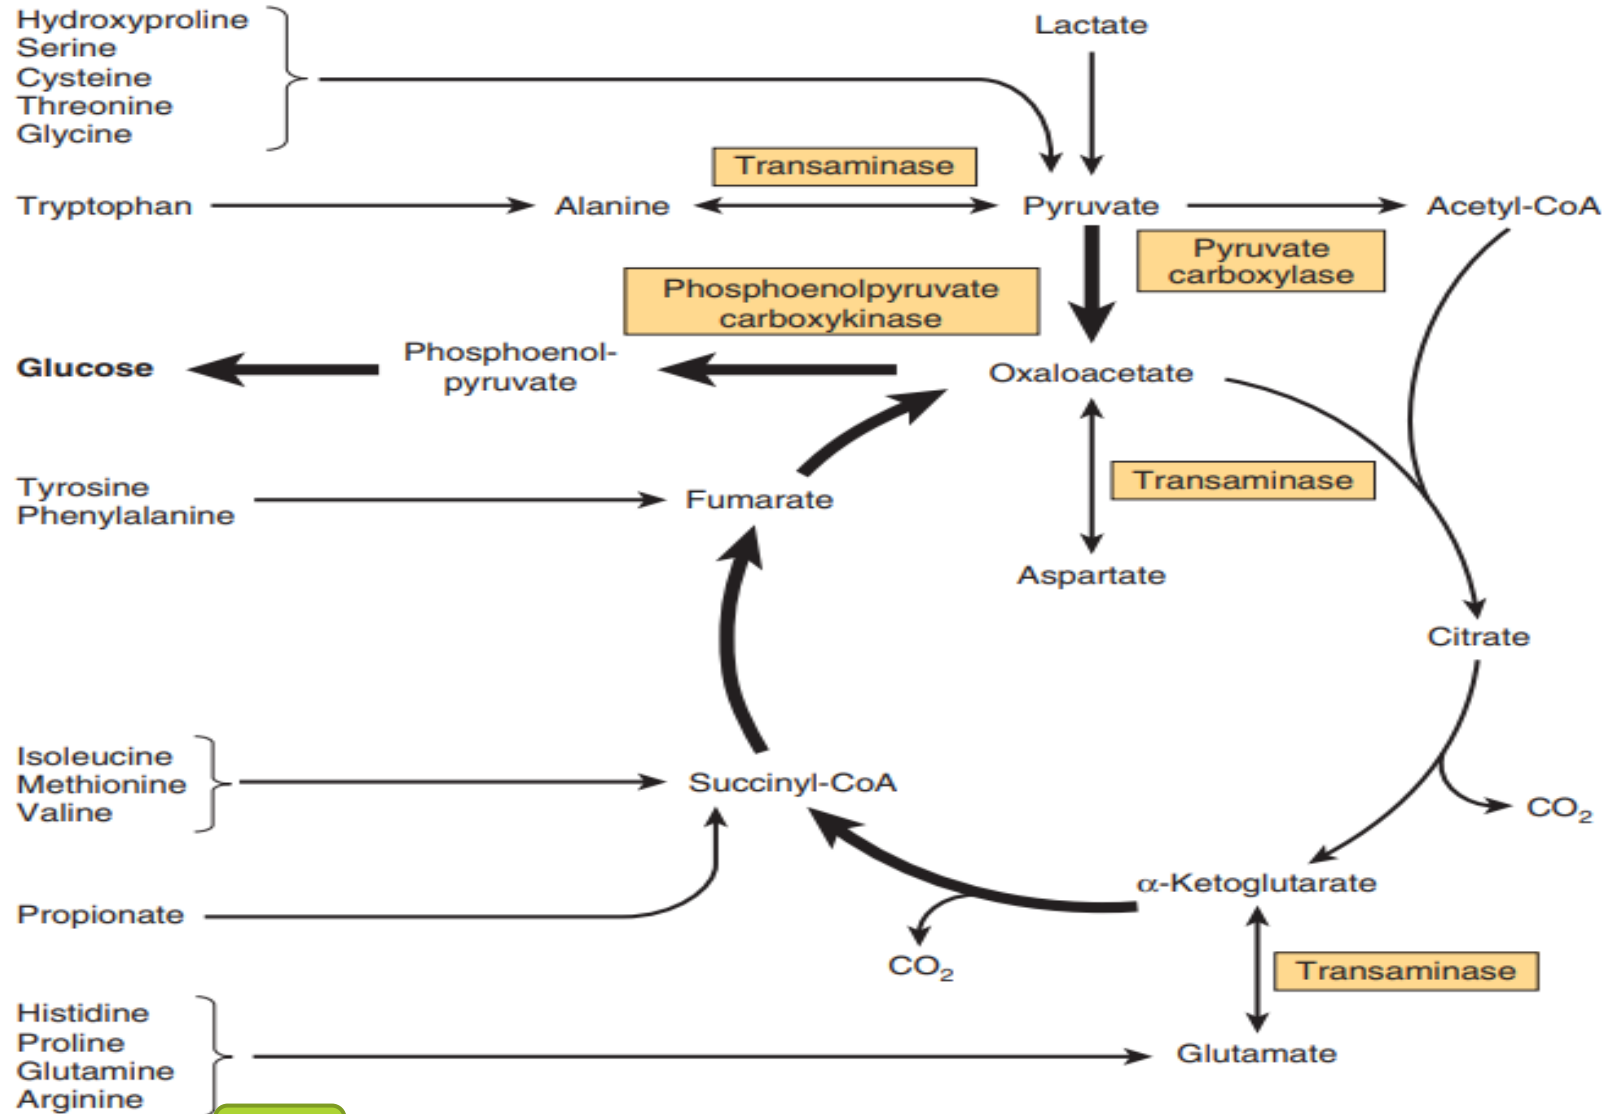 Hydroxyproline
Serine
Cysteine
Threonine
Glycine
Lactate
Transaminase
Tryptophan
Alanine
Pyruvate
Acetyl-CoA
Pyruvate
carboxylase
Phosphoenolpyruvate
carboxykinase
Glucose
Phosphoenol-
pyruvate
Oxaloacetate
Tyrosine
Phenylalanine
Fumarate
Transaminase
Aspartate
Citrate
Isoleucine
Methionine
Valine
Succinyl-CoA
CO₂
Propionate
α-Ketoglutarate
CO₂
Transaminase
Histidine
Proline
Glutamine
Arginine
Glutamate